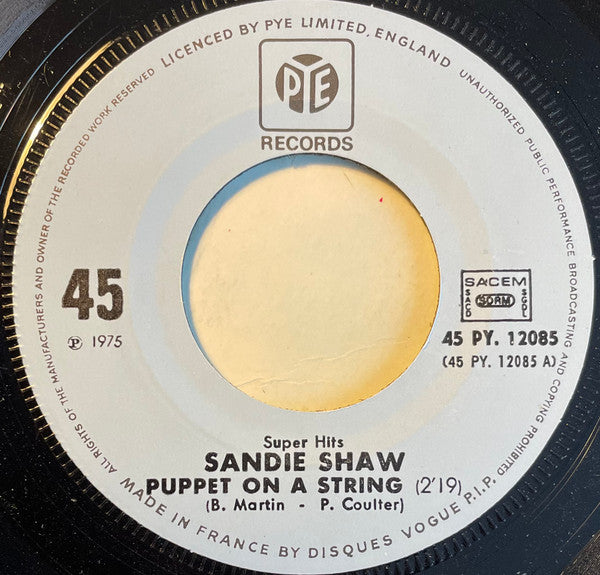 LICENCED BY PYE LIMITED, ENGLAND
UNAUTHORIZED PUBLIC PERFORMANCE BROADCASTING AND COPYING PROHIBITED
ALL RIGHTS OF THE MANUFACTURERS AND OWNER OF THE RECORDED WORK RESERVED
PYE
RECORDS
45
℗ 1975
SACEM
SACD
SDRM
SGDL
45 PY. 12085
(45 PY. 12085 A)
Super Hits
SANDIE SHAW
PUPPET ON A STRING (2'19)
(B. Martin - P. Coulter)
MADE IN FRANCE BY DISQUES VOGUE P.I.P.